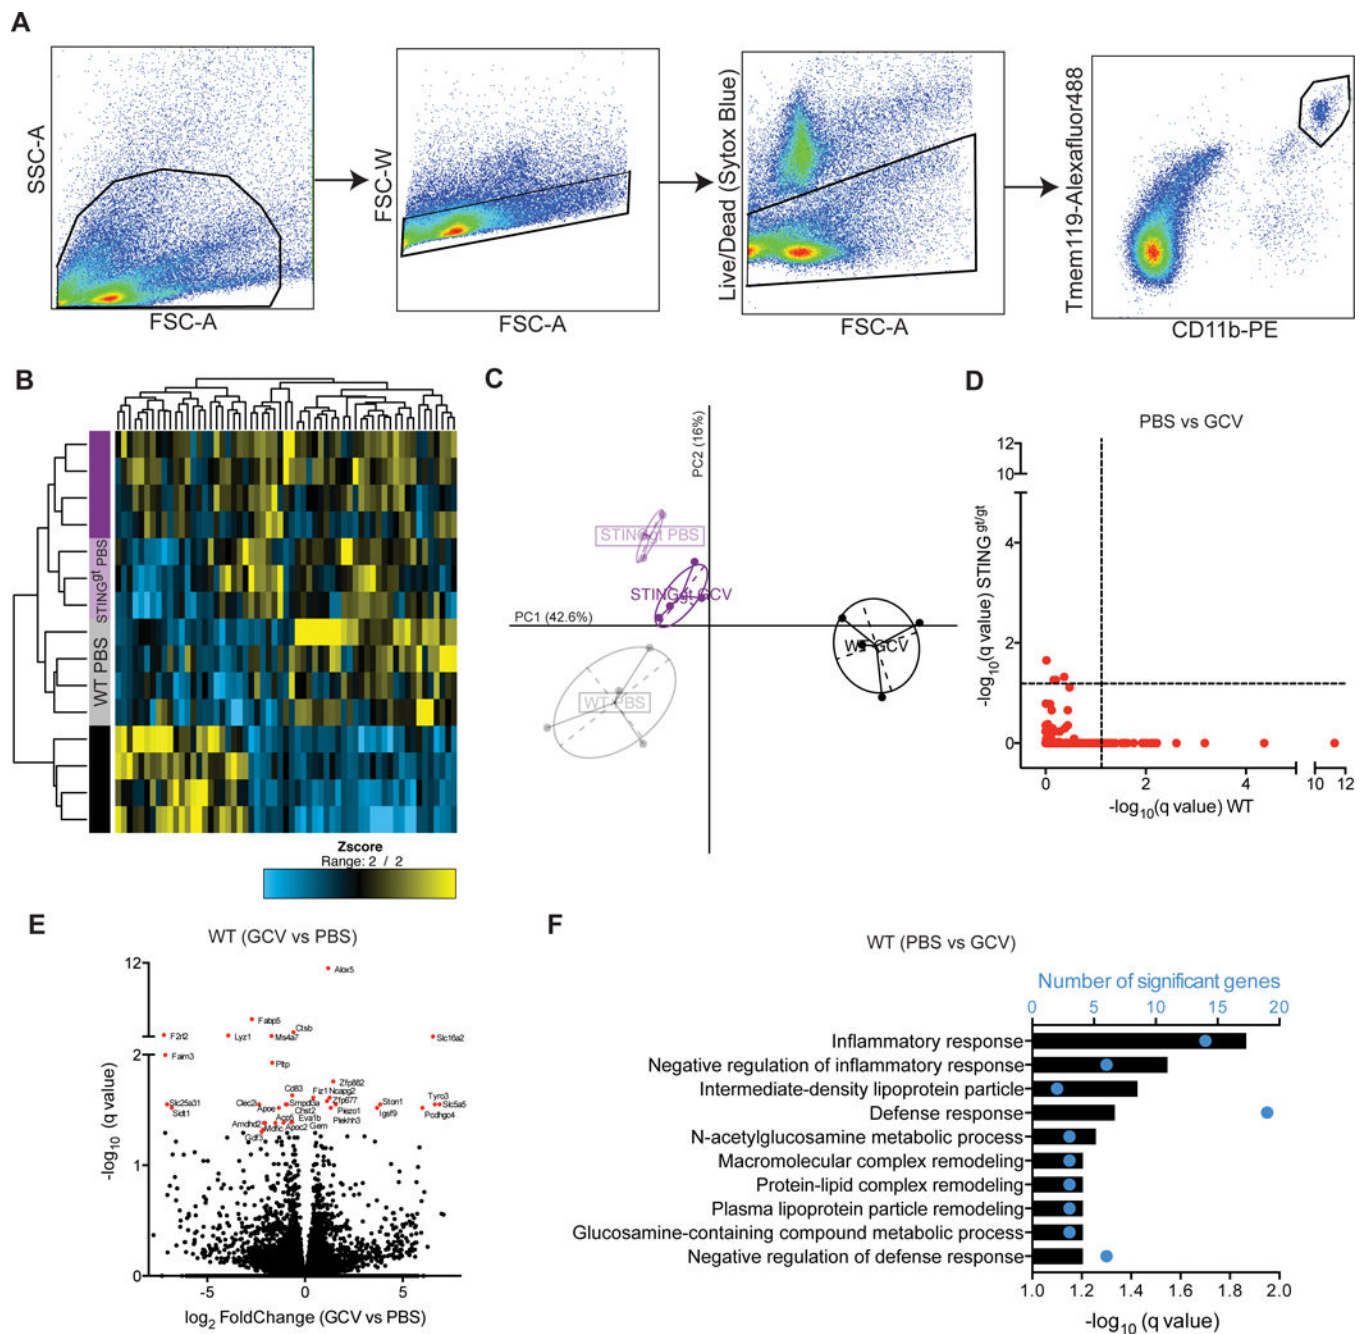 A
SSC-A
FSC-A
FSC-W
FSC-A
Live/Dead (Sytox Blue)
FSC-A
Tmem119-Alexafluor488
CD11b-PE
B
STINGgt PBS
WT PBS
Zscore
Range: 2 / 2
C
PC2 (16%)
PC1 (42.6%)
STINGgt PBS
STINGgt GCV
WT GCV
WT PBS
D
PBS vs GCV
-log10(q value) STING gt/gt
12
10
4
2
0
0 2 4 10 12
-log10(q value) WT
E
WT (GCV vs PBS)
-log10 (q value)
12
2
1
0
Alox5
Fabp5
Ctsb
F2rl2
Lyz1
Ms4a7
Slc16a2
Faim3
Pltp
Zfp882
Cd83
Fiz1
Ncapg2
Tyro3
Slc25a31
Clec2i
Smpdl3a
Zfp677
Ston1
Slc5a5
Sidt1
Apoe
Chst2
Piezo1
Igsf9
Pcdhgc4
Amdhd2
Acp5
Eva1b
Plekhh3
Mdfic
Apoc2
Gem
Gdf3
-5 0 5
log2 FoldChange (GCV vs PBS)
F
WT (PBS vs GCV)
Number of significant genes
0 5 10 15 20
Inflammatory response
Negative regulation of inflammatory response
Intermediate-density lipoprotein particle
Defense response
N-acetylglucosamine metabolic process
Macromolecular complex remodeling
Protein-lipid complex remodeling
Plasma lipoprotein particle remodeling
Glucosamine-containing compound metabolic process
Negative regulation of defense response
1.0 1.2 1.4 1.6 1.8 2.0
-log10 (q value)